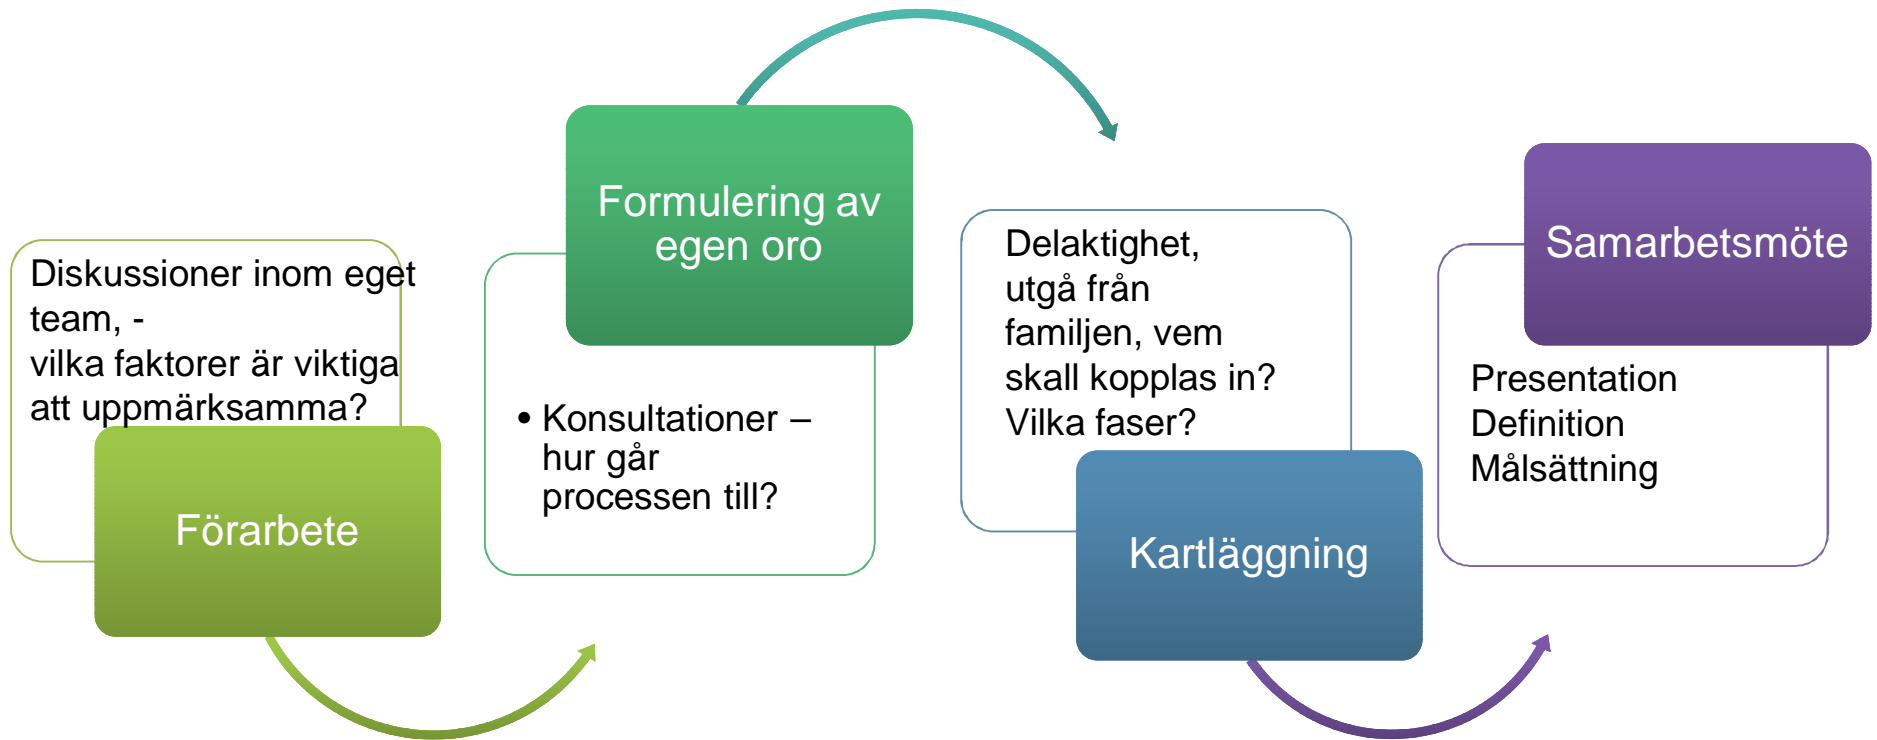 Diskussioner inom eget
team, -
vilka faktorer är viktiga
att uppmärksamma?
Förarbete
Formulering av
egen oro
• Konsultationer –
hur går
processen till?
Delaktighet,
utgå från
familjen, vem
skall kopplas in?
Vilka faser?
Kartläggning
Samarbetsmöte
Presentation
Definition
Målsättning